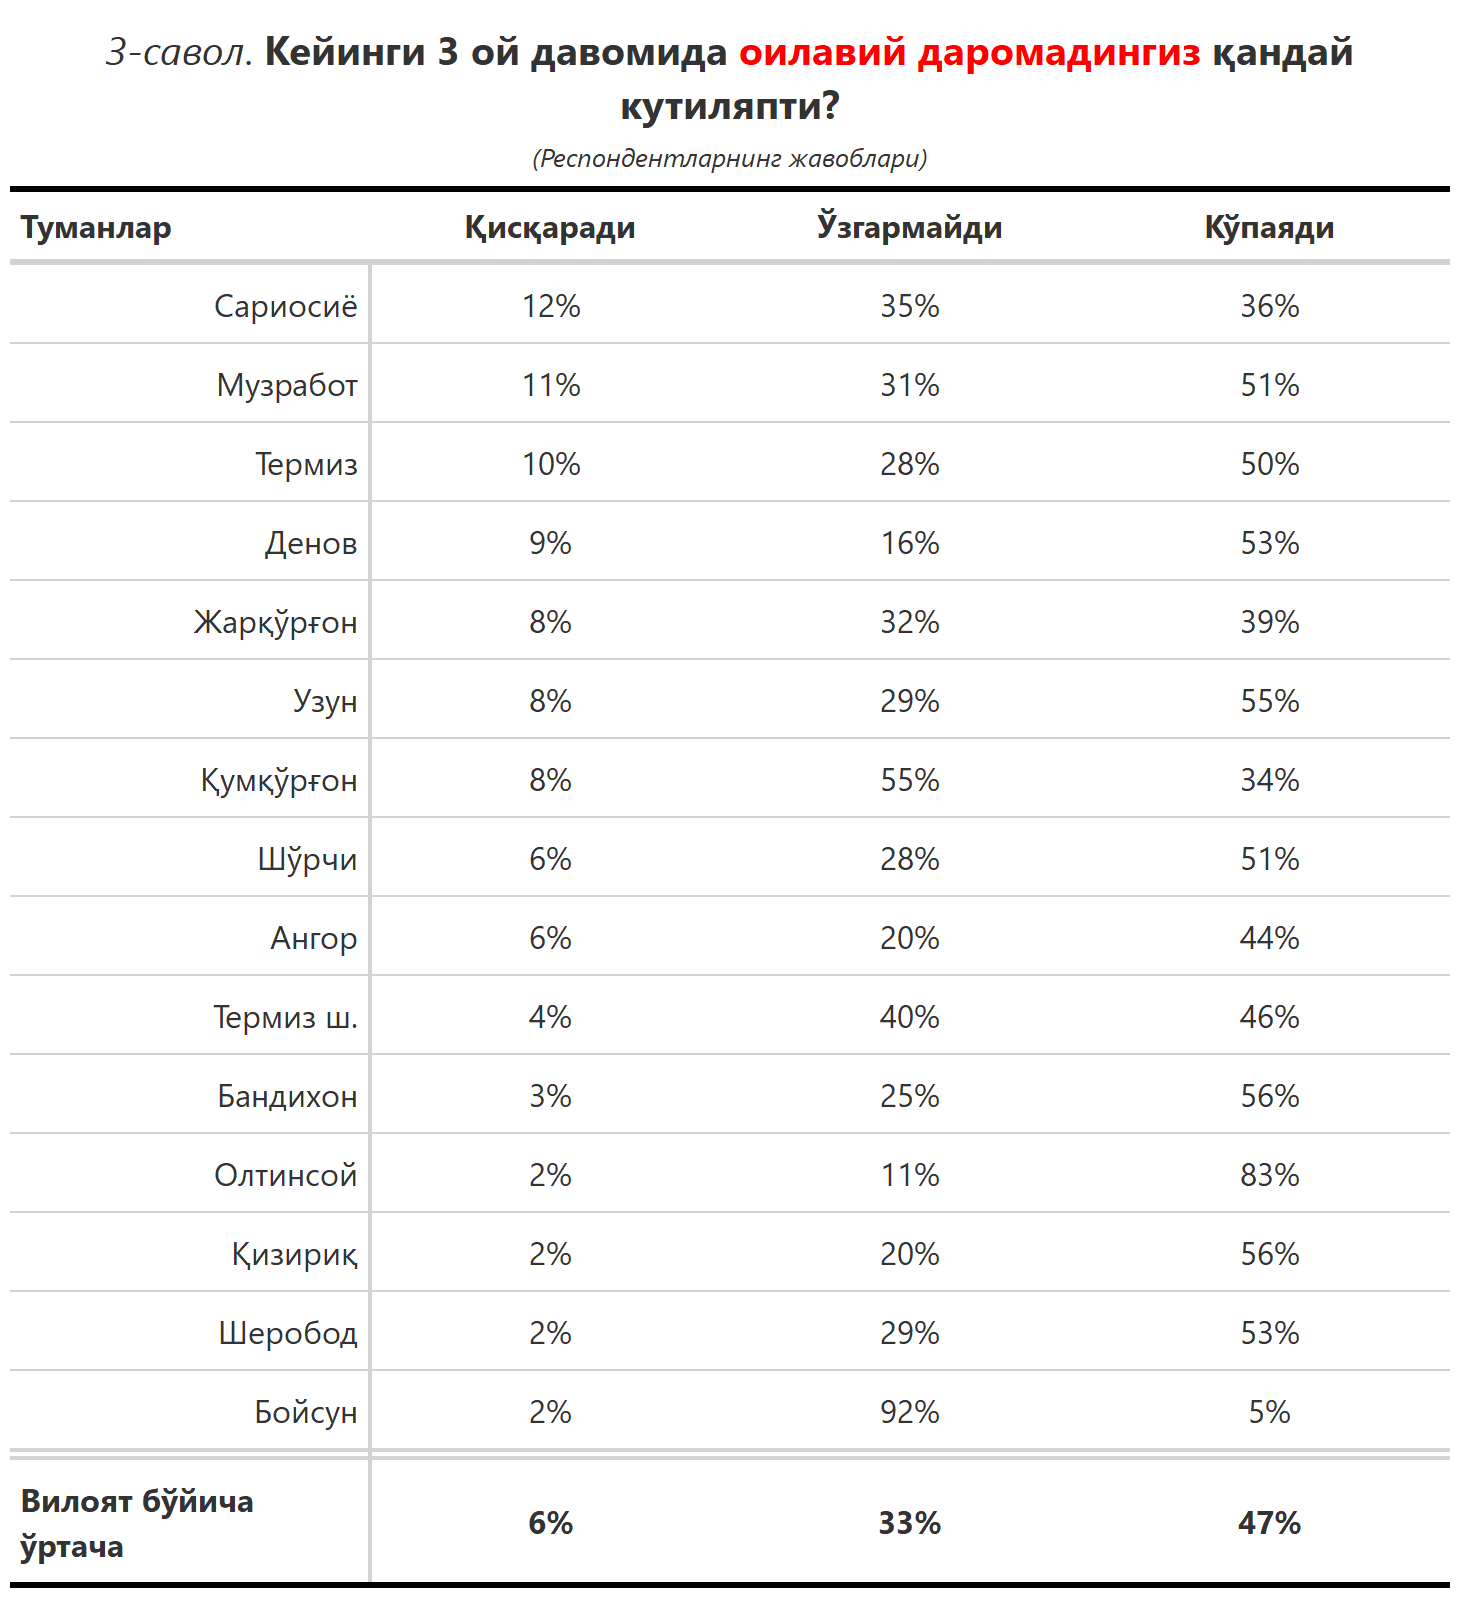 3-савол. Кейинги 3 ой давомида оилавий даромадингиз қандай
кутиляпти?
(Респондентларнинг жавоблари)
Туманлар Қисқаради Ўзгармайди Кўпаяди
Сариосиё 12% 35% 36%
Музработ 11% 31% 51%
Термиз 10% 28% 50%
Денов 9% 16% 53%
Жарқўрғон 8% 32% 39%
Узун 8% 29% 55%
Қумқўрғон 8% 55% 34%
Шўрчи 6% 28% 51%
Ангор 6% 20% 44%
Термиз ш. 4% 40% 46%
Бандихон 3% 25% 56%
Олтинсой 2% 11% 83%
Қизириқ 2% 20% 56%
Шеробод 2% 29% 53%
Бойсун 2% 92% 5%
Вилоят бўйича
ўртача 6% 33% 47%